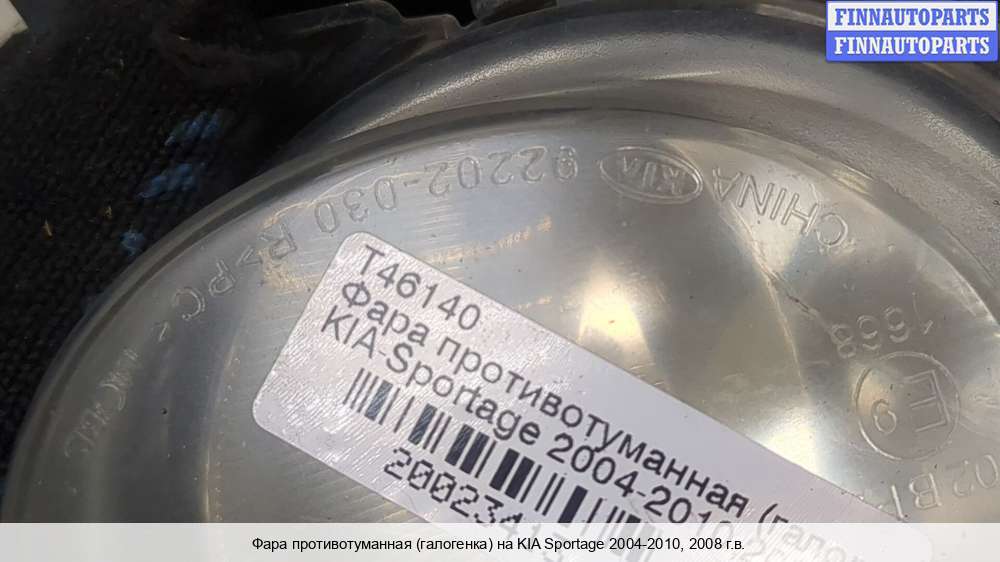 FINNAUTOPARTS
FINNAUTOPARTS
KIA
CHINA
92202-030 R >PC<
T46140
Фара противотуманная
KIA Sportage 2004-2010
Фара противотуманная (галогенка) на KIA Sportage 2004-2010, 2008 г.в.